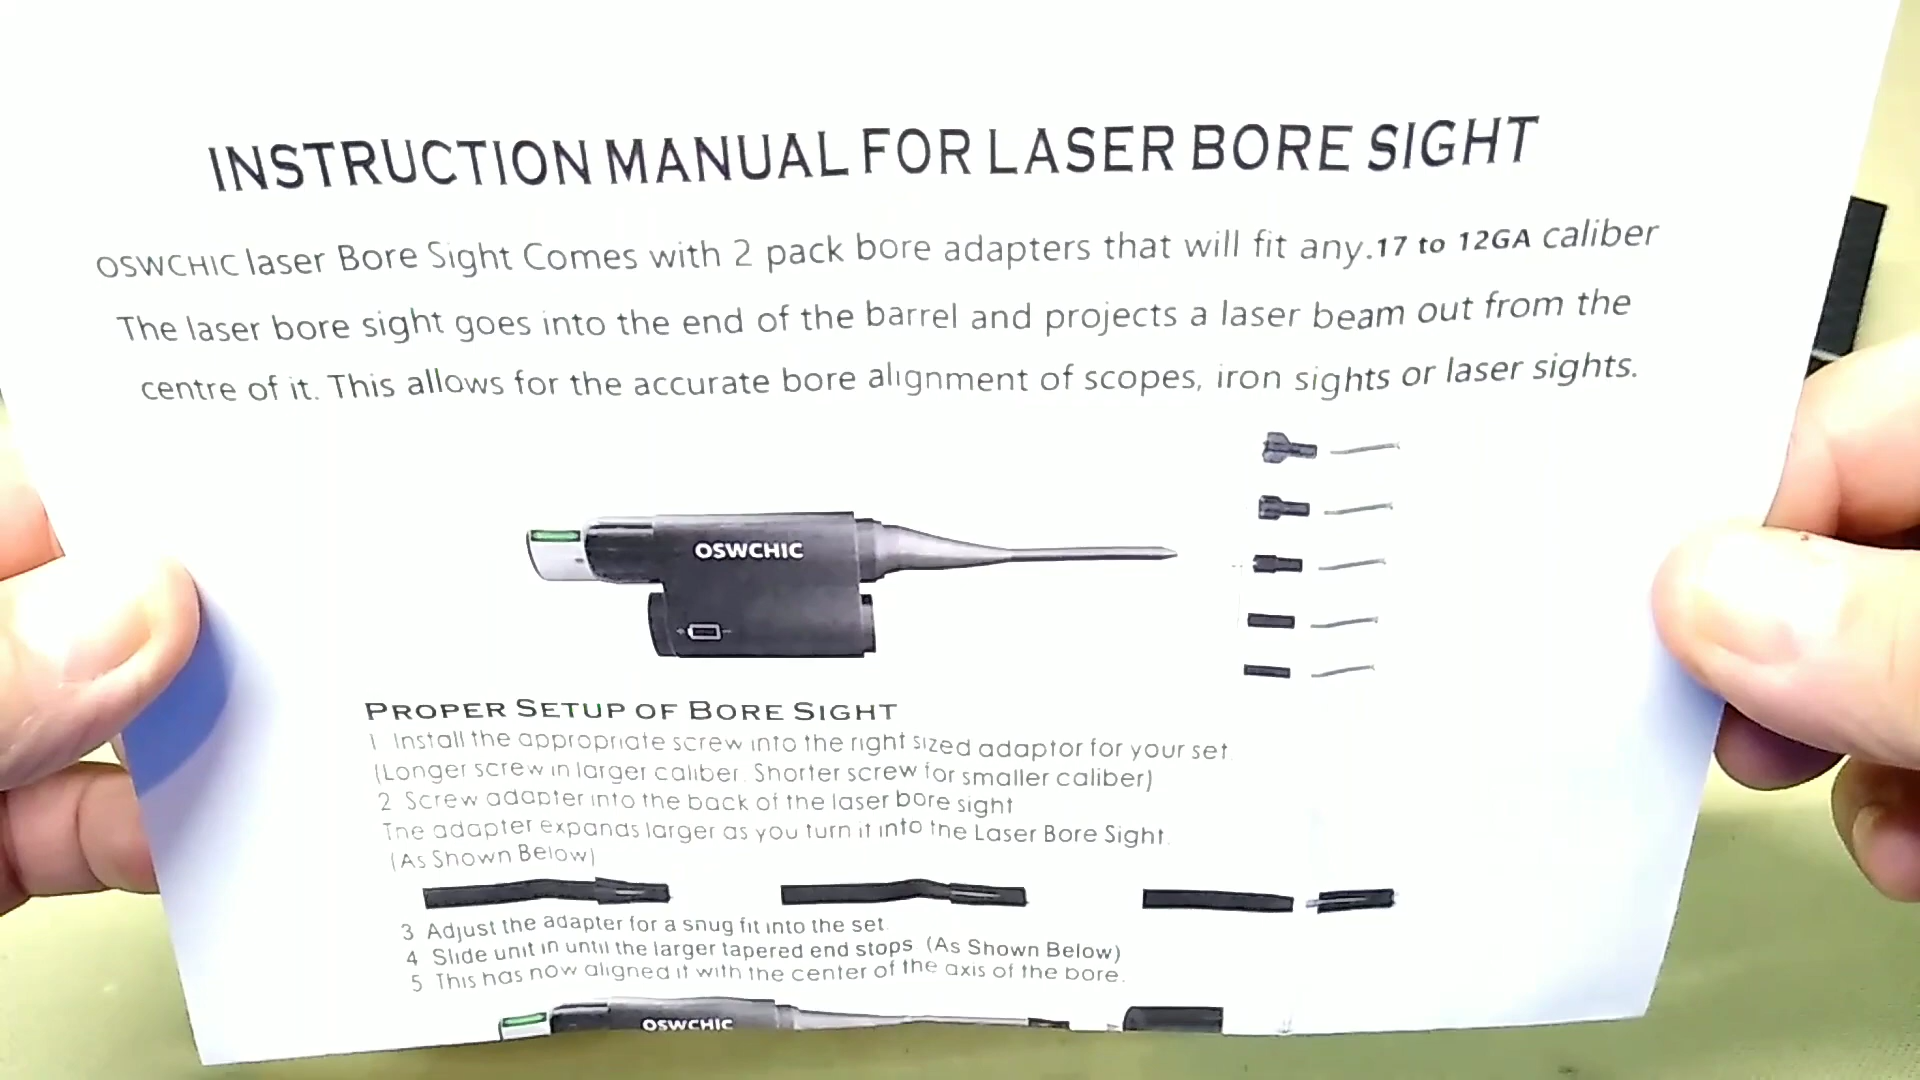 INSTRUCTION MANUAL FOR LASER BORE SIGHT
OSWCHIC laser Bore Sight Comes with 2 pack bore adapters that will fit any.17 to 12GA caliber
The laser bore sight goes into the end of the barrel and projects a laser beam out from the
centre of it. This allows for the accurate bore alignment of scopes, iron sights or laser sights.
OSWCHIC
PROPER SETUP OF BORE SIGHT
1 Install the appropriate screw into the right sized adaptor for your set
(Longer screw in larger caliber. Shorter screw for smaller caliber)
2 Screw adapter into the back of the laser bore sight
The adapter expands larger as you turn it into the Laser Bore Sight.
(As Shown Below)
3 Adjust the adapter for a snug fit into the set.
4 Slide unit in until the larger tapered end stops (As Shown Below)
5 This has now aligned it with the center of the axis of the bore.
OSWCHIC